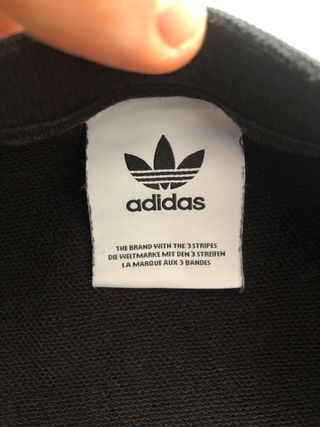 adidas
THE BRAND WITH THE 3 STRIPES
DIE WELTMARKE MIT DEN 3 STREIFEN
LA MARQUE AUX 3 BANDES